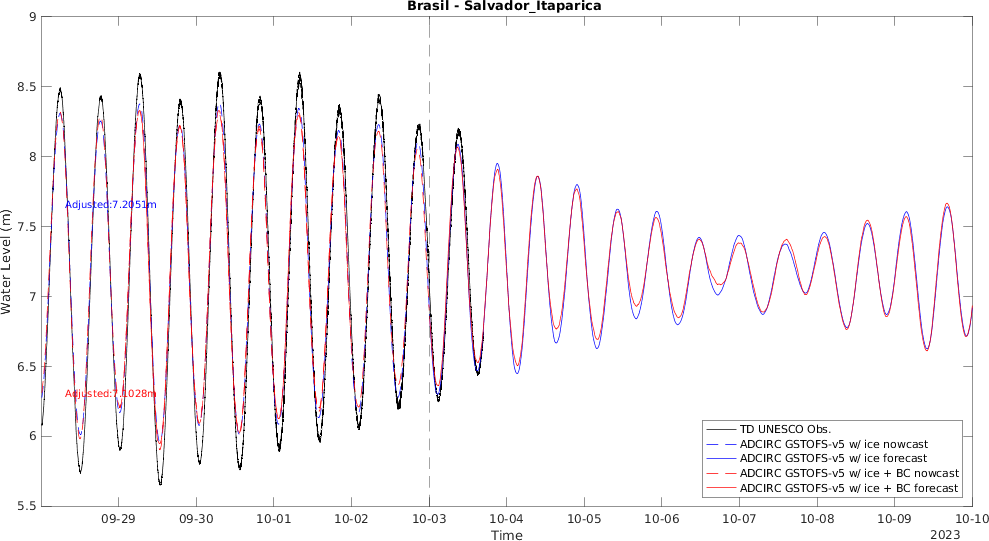 Brasil - Salvador_Itaparica
Water Level (m)
9
8.5
8
7.5
7
6.5
6
5.5
Adjusted:7.2051m
Adjusted:7.1028m
TD UNESCO Obs.
ADCIRC GSTOFS-v5 w/ ice nowcast
ADCIRC GSTOFS-v5 w/ ice forecast
ADCIRC GSTOFS-v5 w/ ice + BC nowcast
ADCIRC GSTOFS-v5 w/ ice + BC forecast
09-29 09-30 10-01 10-02 10-03 10-04 10-05 10-06 10-07 10-08 10-09 10-10
Time
2023